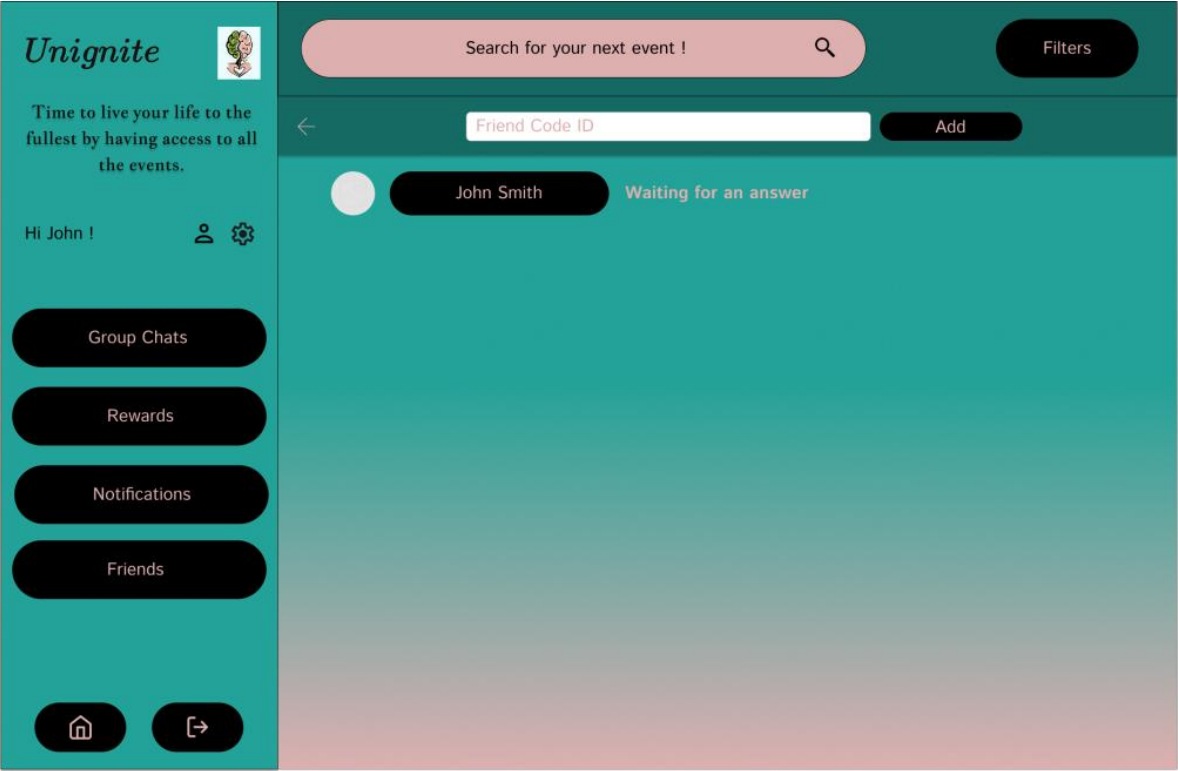 Unignite
Time to live your life to the
fullest by having access to all
the events.
Hi John !
Group Chats
Rewards
Notifications
Friends
Search for your next event !
Filters
Friend Code ID
Add
John Smith
Waiting for an answer